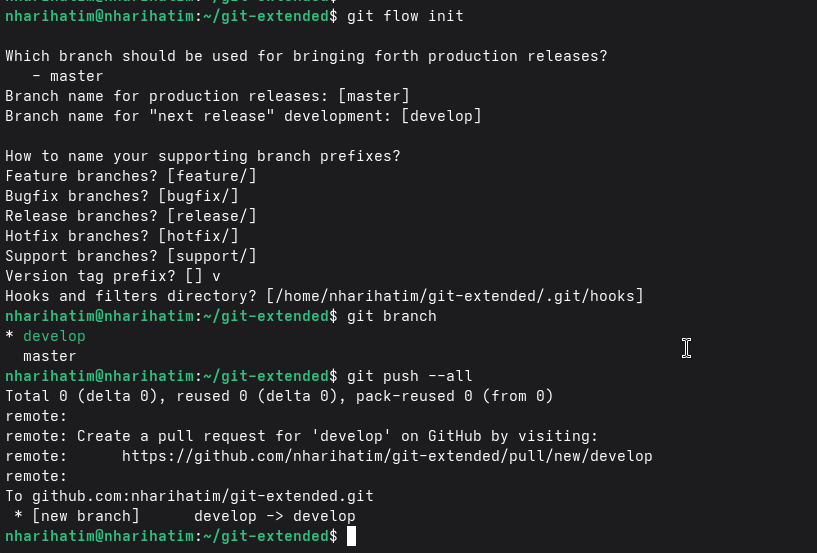 nharihatim@nharihatim:~/git-extended$ git flow init

Which branch should be used for bringing forth production releases?
   - master
Branch name for production releases: [master]
Branch name for "next release" development: [develop]

How to name your supporting branch prefixes?
Feature branches? [feature/]
Bugfix branches? [bugfix/]
Release branches? [release/]
Hotfix branches? [hotfix/]
Support branches? [support/]
Version tag prefix? [] v
Hooks and filters directory? [/home/nharihatim/git-extended/.git/hooks]
nharihatim@nharihatim:~/git-extended$ git branch
* develop
  master
nharihatim@nharihatim:~/git-extended$ git push --all
Total 0 (delta 0), reused 0 (delta 0), pack-reused 0 (from 0)
remote:
remote: Create a pull request for 'develop' on GitHub by visiting:
remote:      https://github.com/nharihatim/git-extended/pull/new/develop
remote:
To github.com:nharihatim/git-extended.git
 * [new branch]      develop -> develop
nharihatim@nharihatim:~/git-extended$